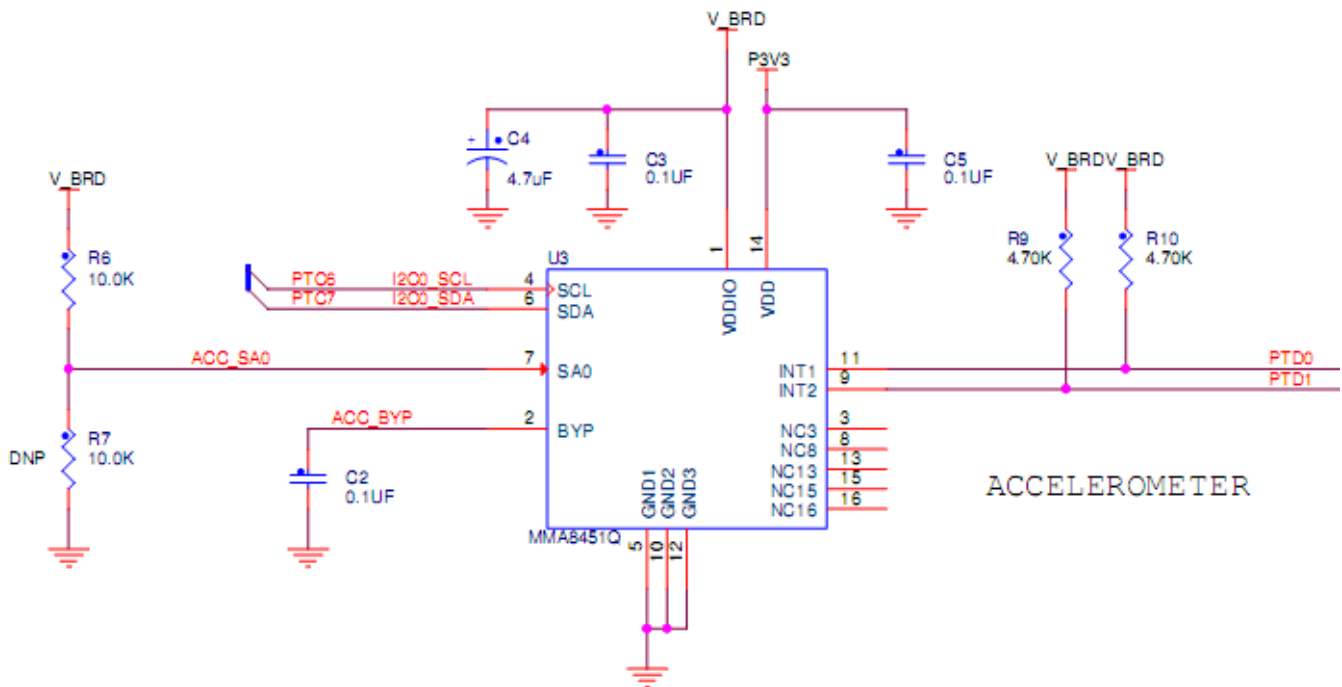 V_BRD
P3V3
C4
4.7uF
C3
0.1UF
C5
0.1UF
V_BRD
V_BRD
V_BRD
R6
10.0K
R9
4.70K
R10
4.70K
U3
1
14
PTC6 I2C0_SCL 4 SCL
PTC7 I2C0_SDA 6 SDA
VDDIO
VDD
ACC_SA0 7 SA0
INT1 11 PTD0
INT2 9 PTD1
ACC_BYP 2 BYP
NC3 3
NC8 8
NC13 13
NC15 15
NC16 16
DNP
R7
10.0K
C2
0.1UF
GND1
GND2
GND3
ACCELEROMETER
MMA8451Q
5
10
12